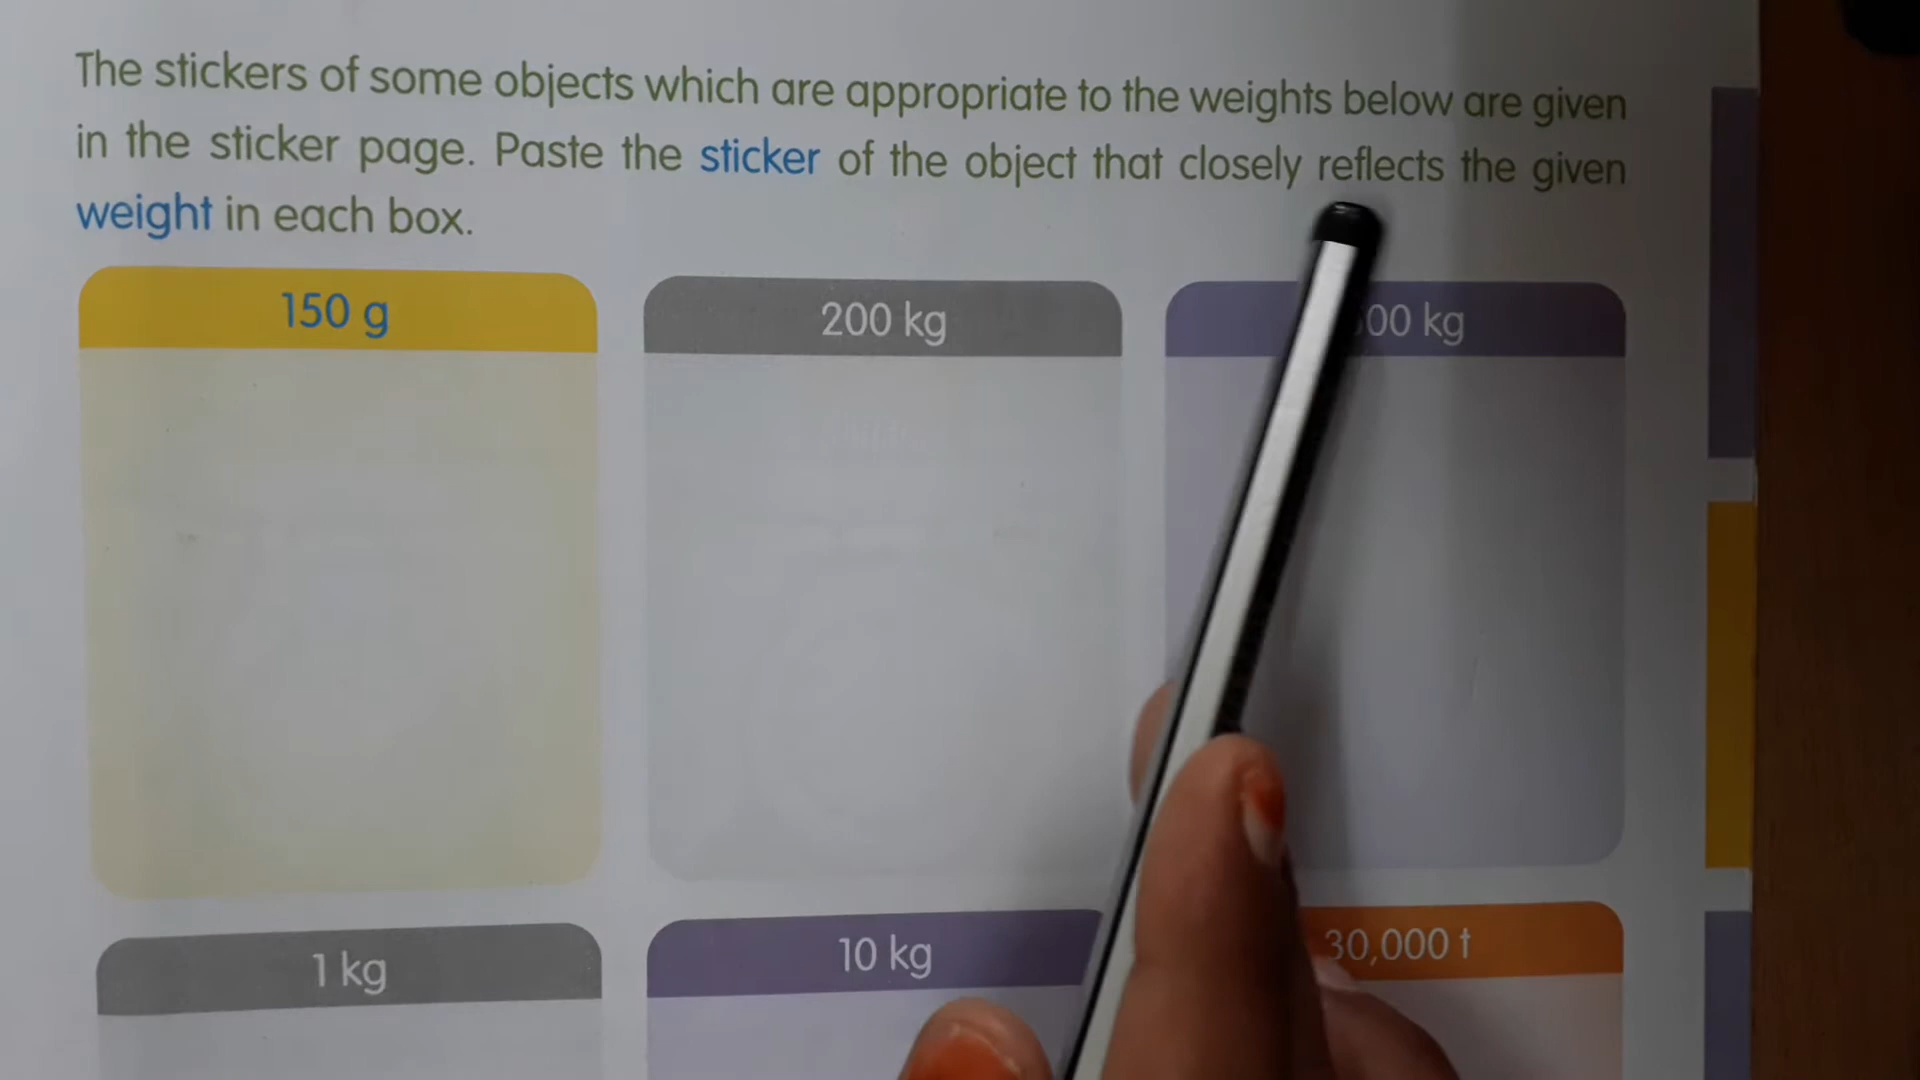 The stickers of some objects which are appropriate to the weights below are given
in the sticker page. Paste the sticker of the object that closely reflects the given
weight in each box.
150 g
200 kg
00 kg
1 kg
10 kg
30,000 t